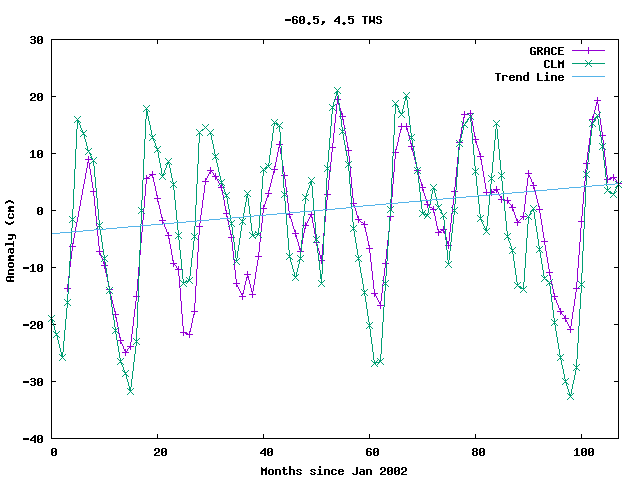 -60.5, 4.5 TWS
30
20
10
0
-10
-20
-30
-40
Anomaly (cm)
GRACE
CLM
Trend Line
0 20 40 60 80 100
Months since Jan 2002